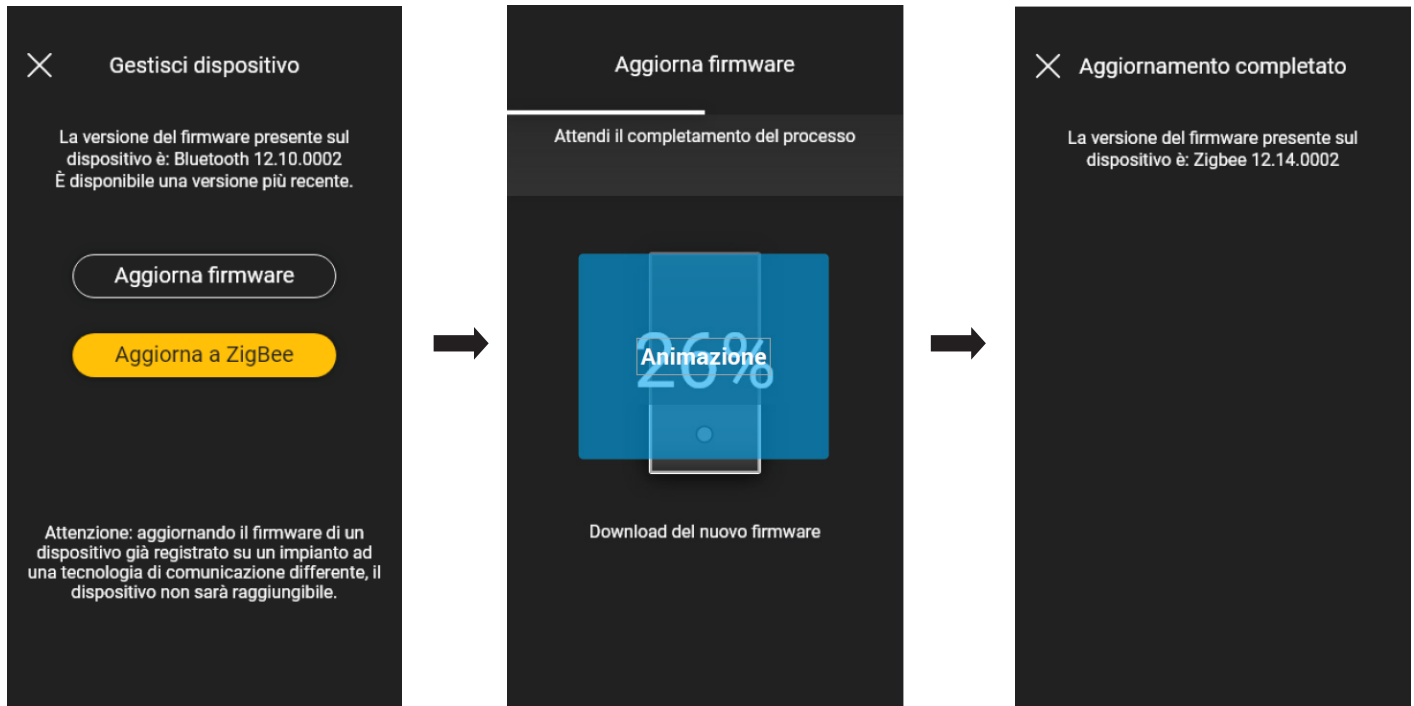 Gestisci dispositivo
La versione del firmware presente sul
dispositivo è: Bluetooth 12.10.0002
È disponibile una versione più recente.
Aggiorna firmware
Aggiorna a ZigBee
Attenzione: aggiornando il firmware di un
dispositivo già registrato su un impianto ad
una tecnologia di comunicazione differente, il
dispositivo non sarà raggiungibile.
Aggiorna firmware
Attendi il completamento del processo
26%
Animazione
Download del nuovo firmware
Aggiornamento completato
La versione del firmware presente sul
dispositivo è: Zigbee 12.14.0002